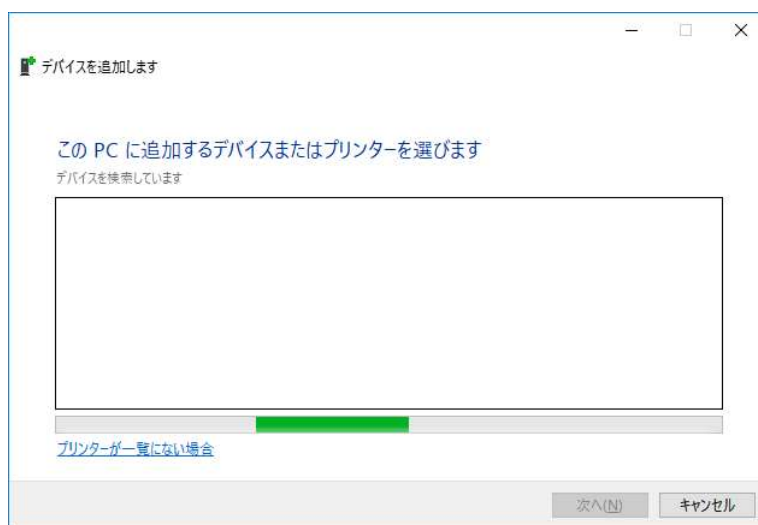 デバイスを追加します
この PC に追加するデバイスまたはプリンターを選びます
デバイスを検索しています
プリンターが一覧にない場合
次へ(N)
キャンセル